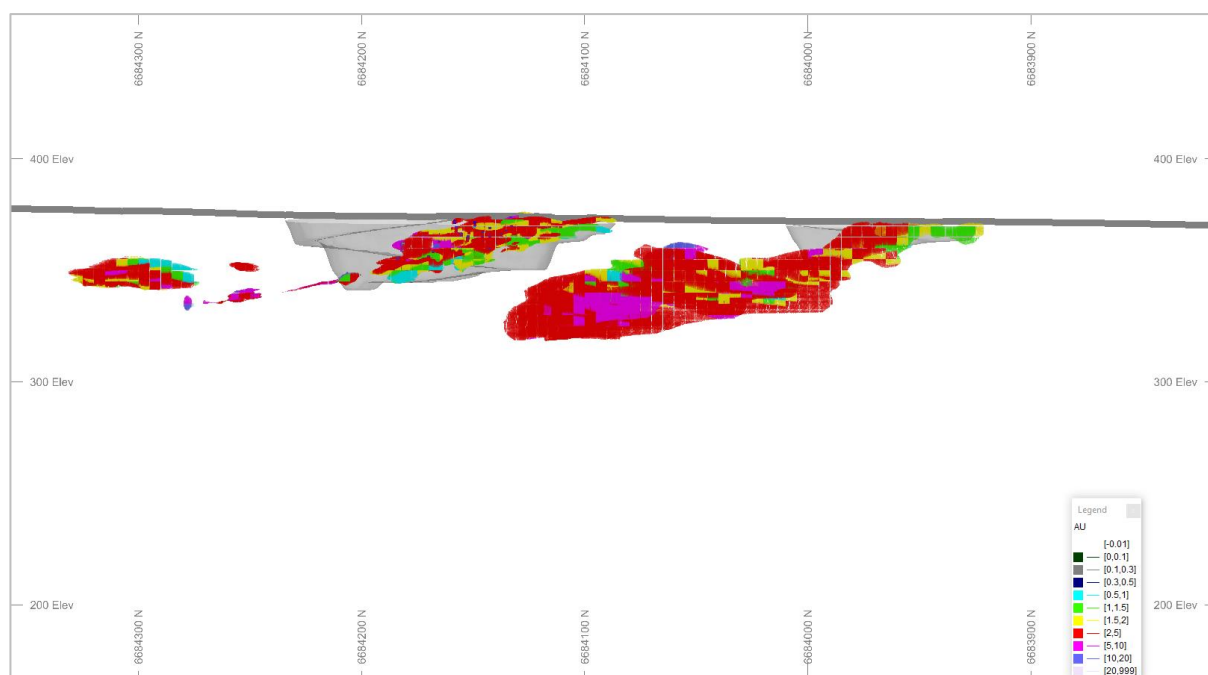 6684300 N
6684200 N
6684100 N
6684000 N
6683900 N
400 Elev
400 Elev
300 Elev
300 Elev
200 Elev
200 Elev
6684300 N
6684200 N
6684100 N
6684000 N
6683900 N
Legend
AU
[-0.01]
[0,0.1]
[0.1,0.3]
[0.3,0.5]
[0.5,1]
[1,1.5]
[1.5,2]
[2,5]
[5,10]
[10,20]
[20,999]